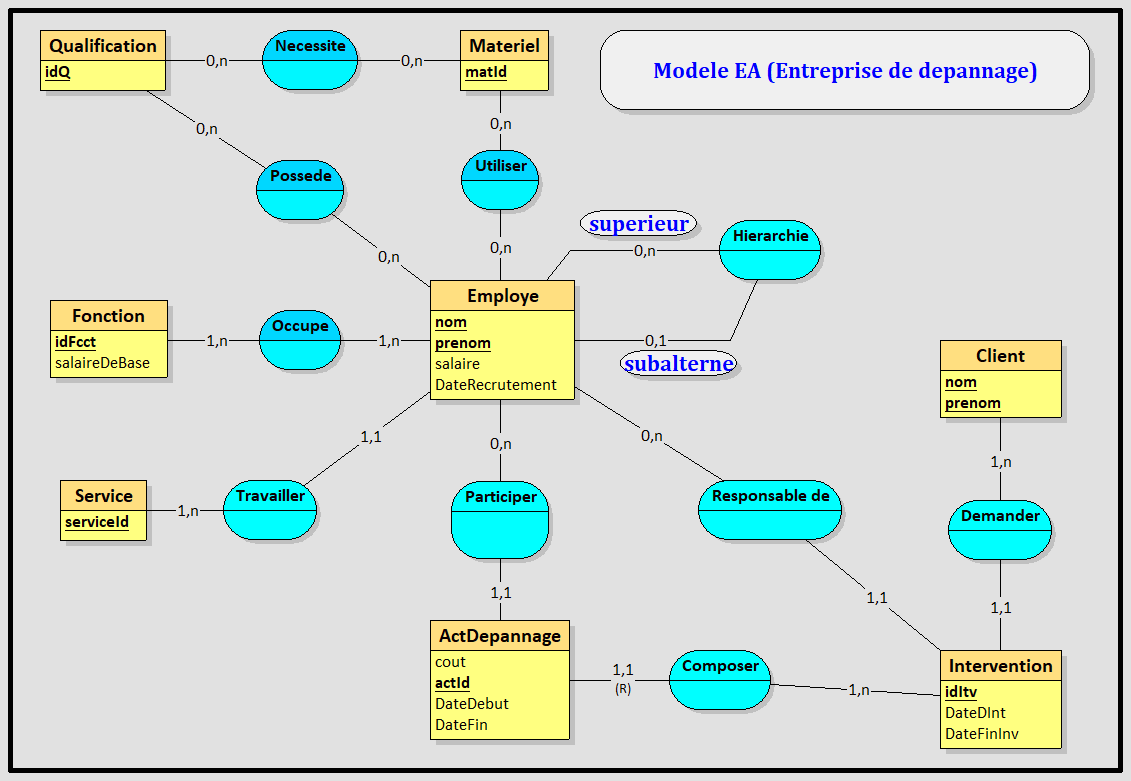 Qualification
idQ
0,n
Necessite
0,n
Materiel
matId
Modele EA (Entreprise de depannage)
0,n
0,n
Possede
0,n
Utiliser
0,n
superieur
0,n
Hierarchie
0,1
subalterne
Employe
nom
prenom
salaire
DateRecrutement
Fonction
idFcct
salaireDeBase
1,n
Occupe
1,n
Client
nom
prenom
1,1
0,n
0,n
1,n
Service
serviceId
1,n
Travailler
Participer
Responsable de
Demander
1,1
1,1
1,1
ActDepannage
cout
actId
DateDebut
DateFin
1,1
(R)
Composer
1,n
Intervention
idItv
DateDInt
DateFinInv